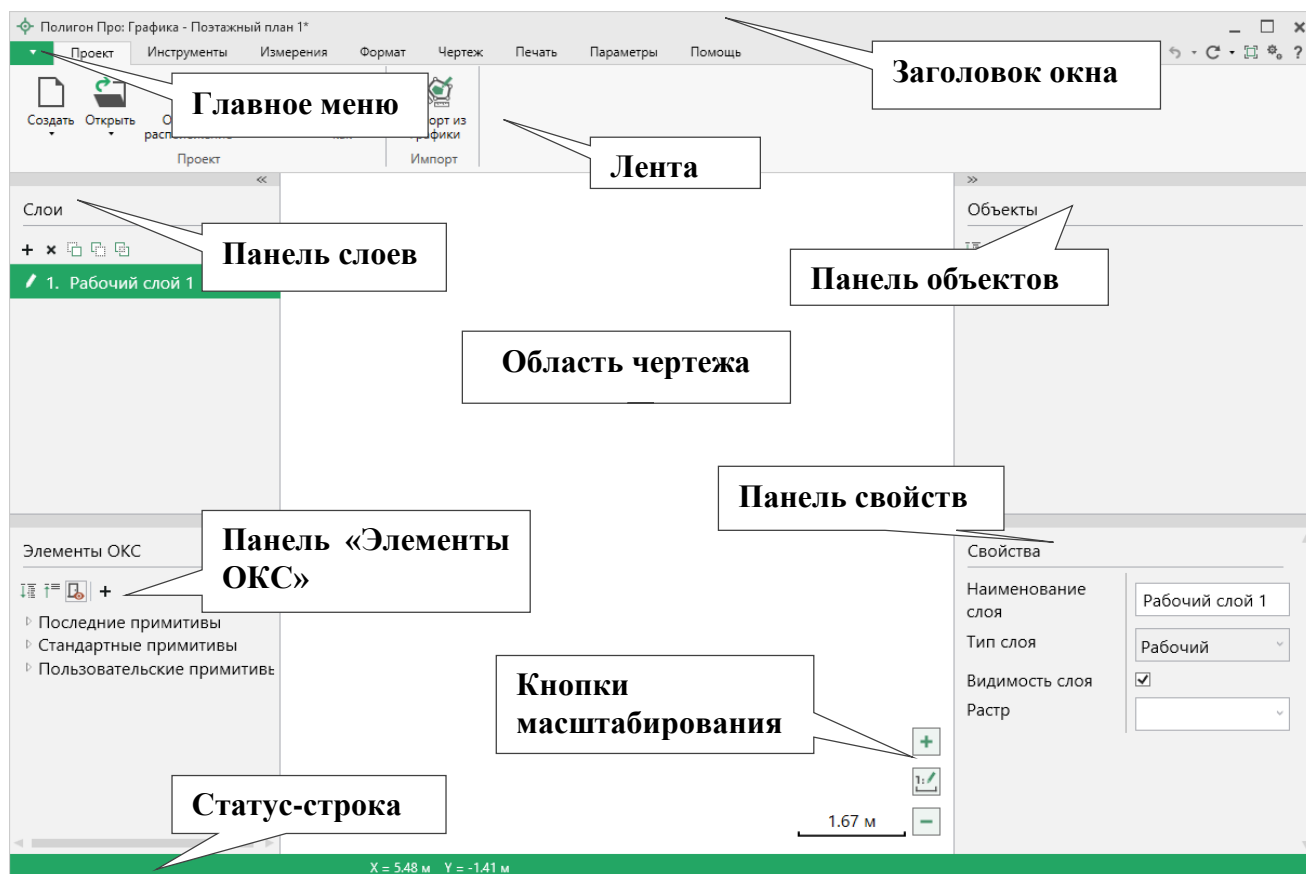 Полигон Про: Графика - Поэтажный план 1*
Проект Инструменты Измерения Формат Чертеж Печать Параметры Помощь
Заголовок окна
Главное меню
Создать Открыть
как
Проект
Импорт
Лента
Слои
Панель слоев
1. Рабочий слой 1
Объекты
Панель объектов
Область чертежа
Панель свойств
Элементы ОКС
Панель «Элементы
ОКС»
Последние примитивы
Стандартные примитивы
Пользовательские примитивы
Свойства
Наименование
слоя
Рабочий слой 1
Тип слоя
Рабочий
Видимость слоя
Растр
Кнопки
масштабирования
1:
1.67 м
Статус-строка
X = 5.48 м Y = -1.41 м